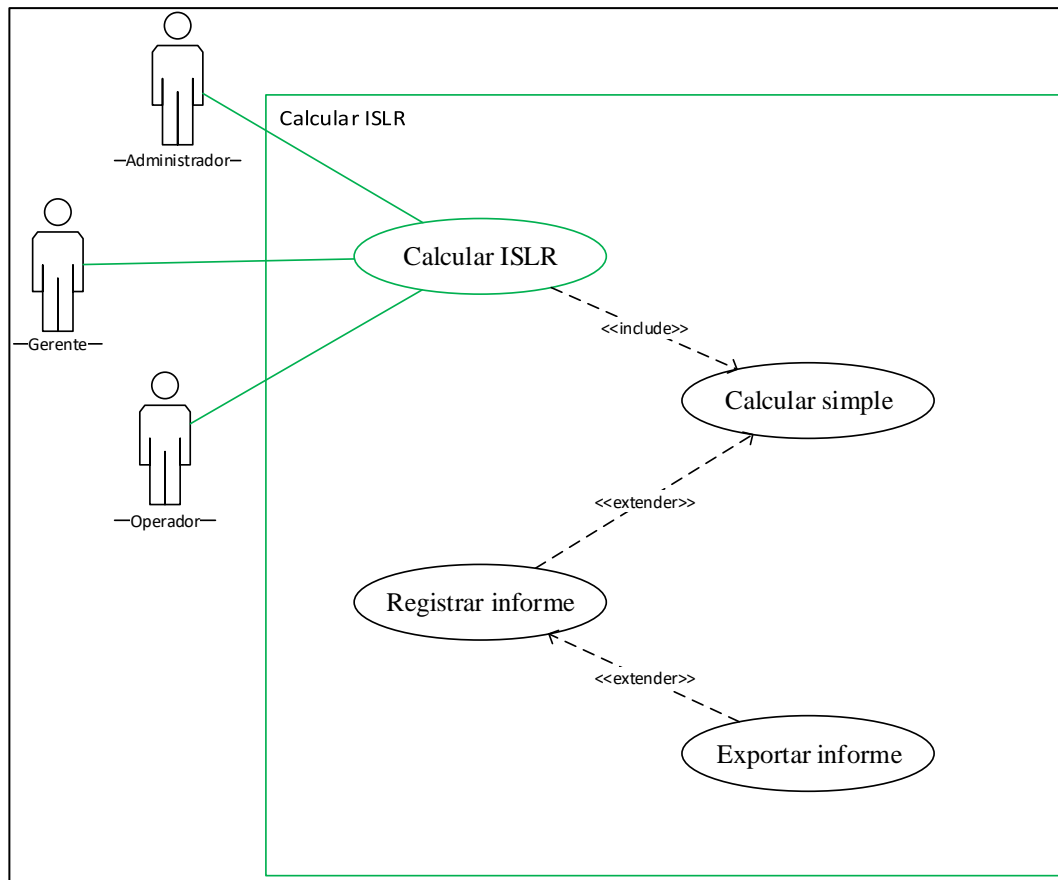 Administrador
Calcular ISLR
Gerente
Calcular ISLR
<<include>>
Operador
Calcular simple
<<extender>>
Registrar informe
<<extender>>
Exportar informe